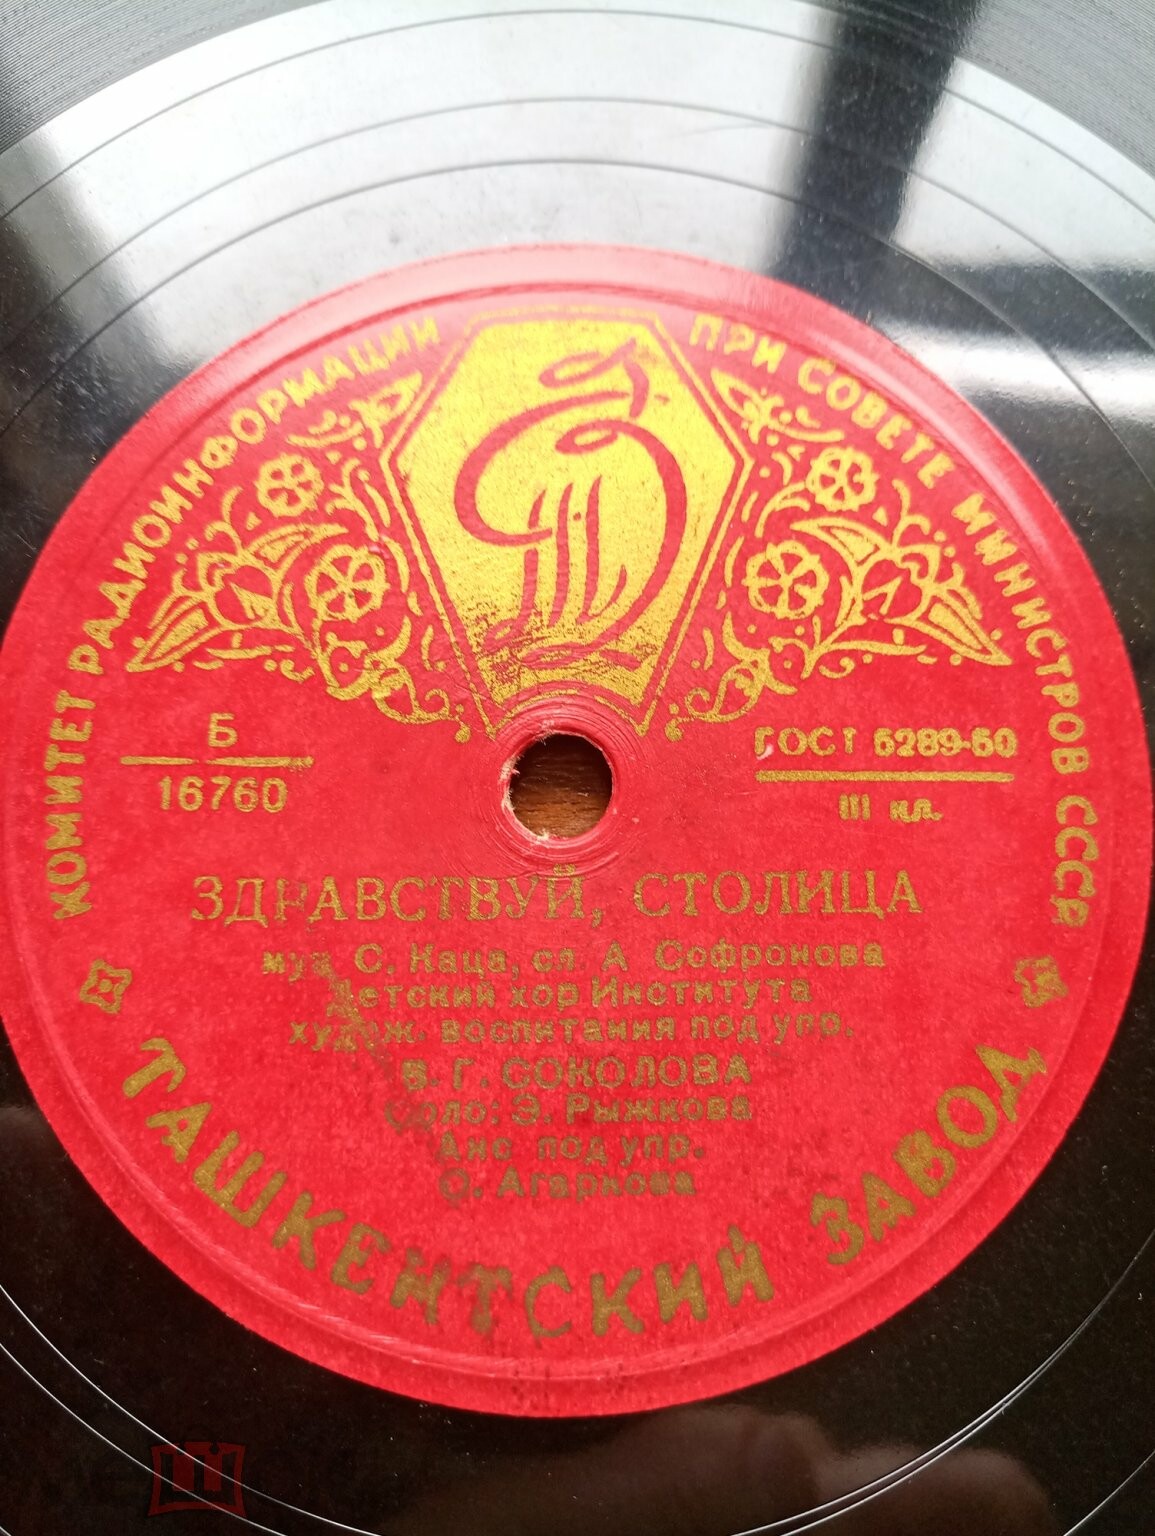 КОМИТЕТ РАДИОИНФОРМАЦИИ ПРИ СОВЕТЕ МИНИСТРОВ СССР
Б
16760
ГОСТ 5289-50
III кл.
ЗДРАВСТВУЙ, СТОЛИЦА
муз. С. Каца, сл. А. Софронова
Детский хор Института
худож. воспитания под упр.
В. Г. СОКОЛОВА
Соло: Э. Рыжкова
Анс. под упр.
О. Агаркова
ТАШКЕНТСКИЙ ЗАВОД